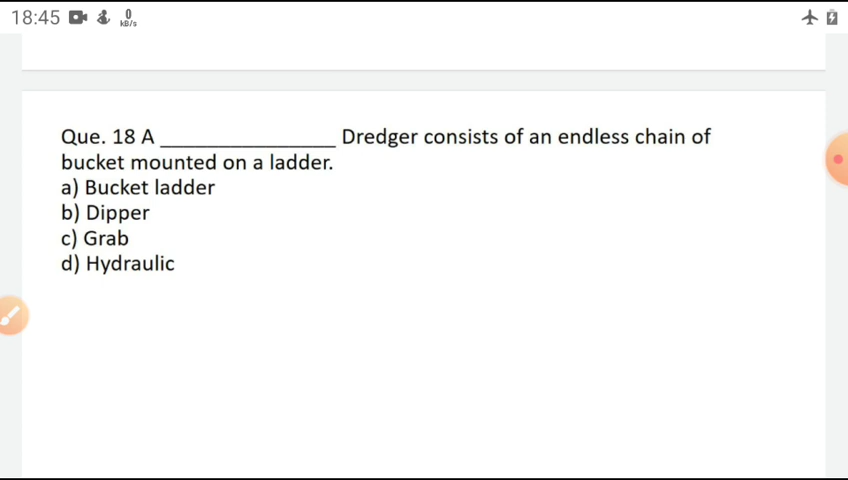 18:45 0 kB/s
Que. 18 A ________________ Dredger consists of an endless chain of
bucket mounted on a ladder.
a) Bucket ladder
b) Dipper
c) Grab
d) Hydraulic